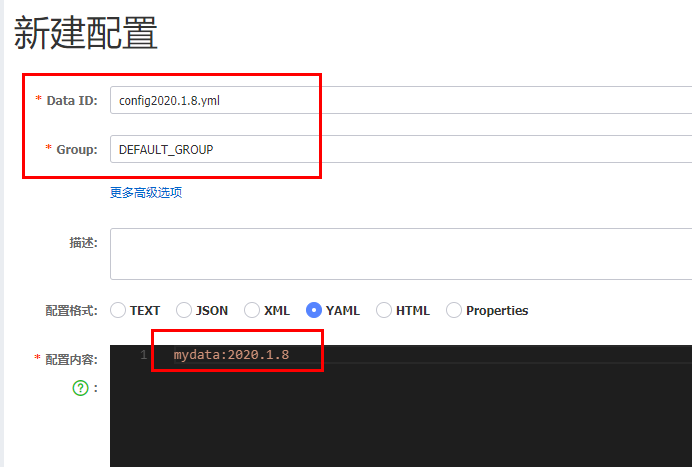 新建配置
* Data ID: config2020.1.8.yml
* Group: DEFAULT_GROUP
更多高级选项
描述:
配置格式: TEXT JSON XML YAML HTML Properties
* 配置内容: 1 mydata:2020.1.8
? :